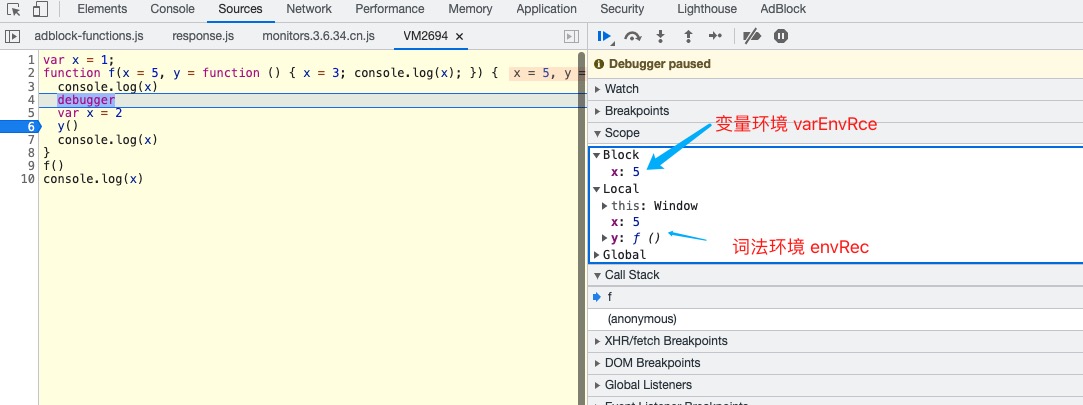 Elements Console Sources Network Performance Memory Application Security Lighthouse AdBlock
adblock-functions.js response.js monitors.3.6.34.cn.js VM2694 ×
1 var x = 1;
2 function f(x = 5, y = function () { x = 3; console.log(x); }) { x = 5, y =
3 console.log(x)
4 debugger
5 var x = 2
6 y()
7 console.log(x)
8 }
9 f()
10 console.log(x)
Debugger paused
Watch
Breakpoints
Scope
变量环境 varEnvRce
Block
x: 5
Local
this: Window
x: 5
y: ƒ ()
词法环境 envRec
Global
Call Stack
f
(anonymous)
XHR/fetch Breakpoints
DOM Breakpoints
Global Listeners
Event Listener Breakpoints